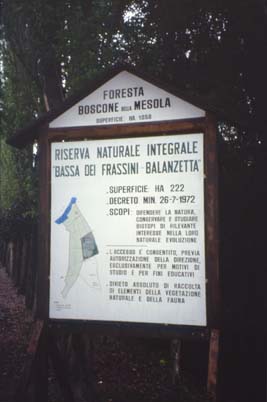 FORESTA
BOSCONE DELLA MESOLA
SUPERFICIE HA 1058
RISERVA NATURALE INTEGRALE
"BASSA DEI FRASSINI - BALANZETTA"
. SUPERFICIE HA 222
. DECRETO MIN. 26-7-1972
. SCOPI: DIFENDERE LA NATURA,
CONSERVARE E STUDIARE
BIOTOPI DI RILEVANTE
INTERESSE NELLA LORO
NATURALE EVOLUZIONE
L'ACCESSO È CONSENTITO, PREVIA
AUTORIZZAZIONE DELLA DIREZIONE,
ESCLUSIVAMENTE PER MOTIVI DI
STUDIO E PER FINI EDUCATIVI
DIVIETO ASSOLUTO DI RACCOLTA
DI ELEMENTI DELLA VEGETAZIONE
NATURALE E DELLA FAUNA